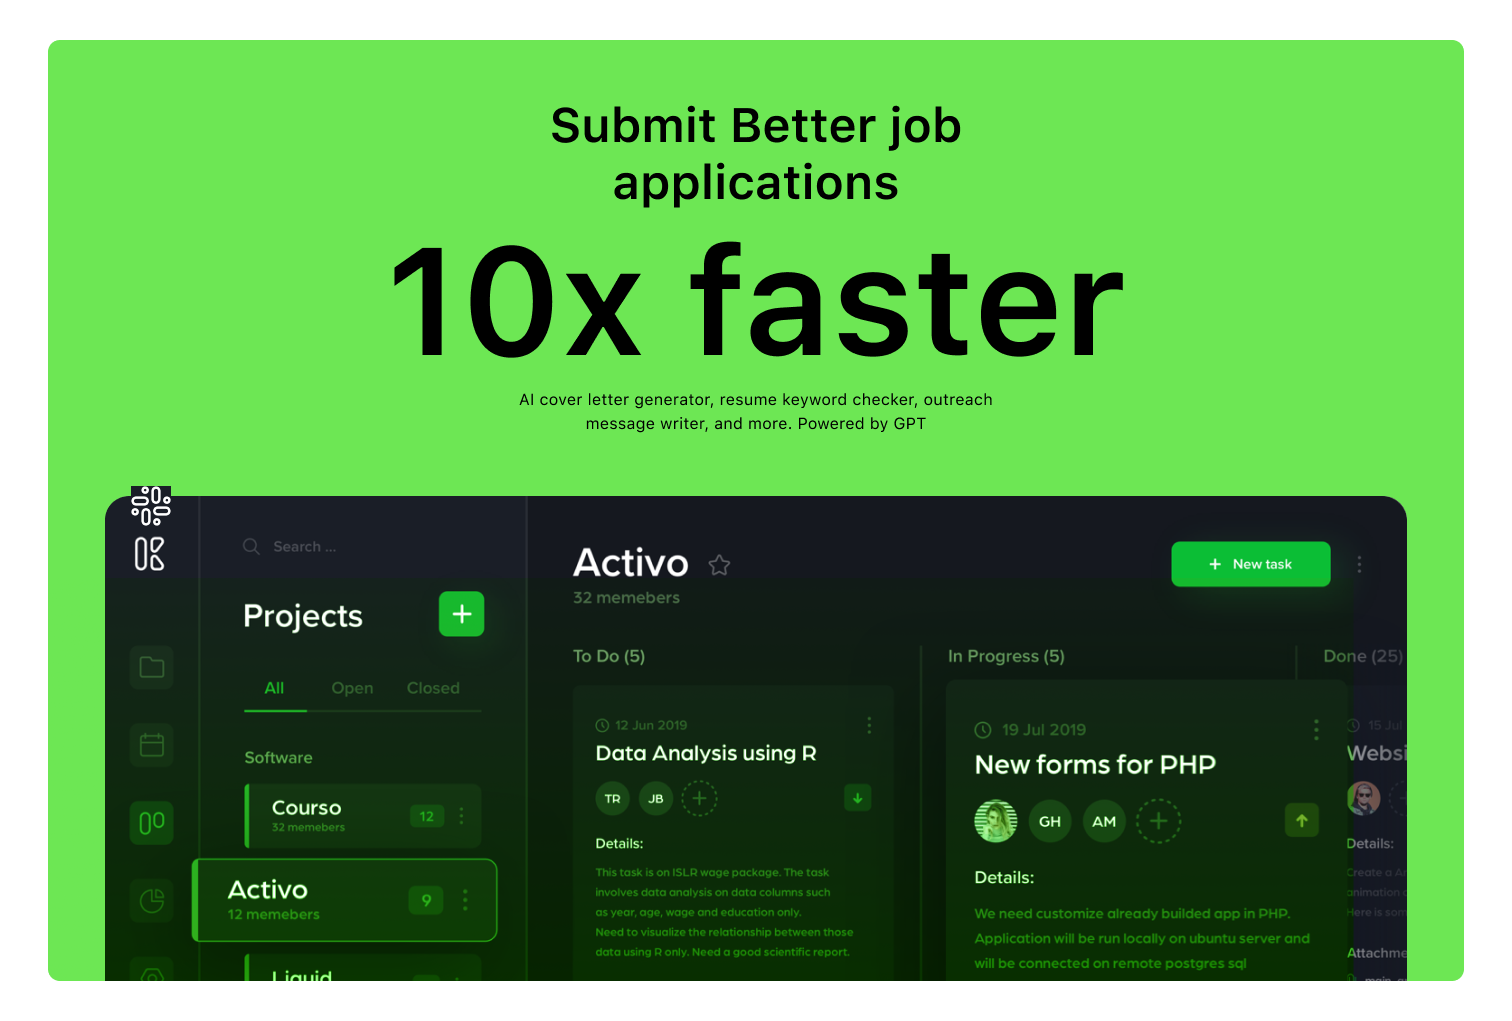 Submit Better job
applications
10x faster
AI cover letter generator, resume keyword checker, outreach
message writer, and more. Powered by GPT
Search ...
Projects
All Open Closed
Software
Courso
32 memebers
12
Activo
12 memebers
9
Liquid
Activo
32 memebers
+ New task
To Do (5)
12 Jun 2019
Data Analysis using R
TR JB
Details:
This task is on ISLR wage package. The task
involves data analysis on data columns such
as year, age, wage and education only.
Need to visualize the relationship between those
data using R only. Need a good scientific report.
In Progress (5)
19 Jul 2019
New forms for PHP
GH AM
Details:
We need customize already builded app in PHP.
Application will be run locally on ubuntu server and
will be connected on remote postgres sql
Done (25)
15 Jul
Websi
Details:
Create a
animation
Here is som
Attachme